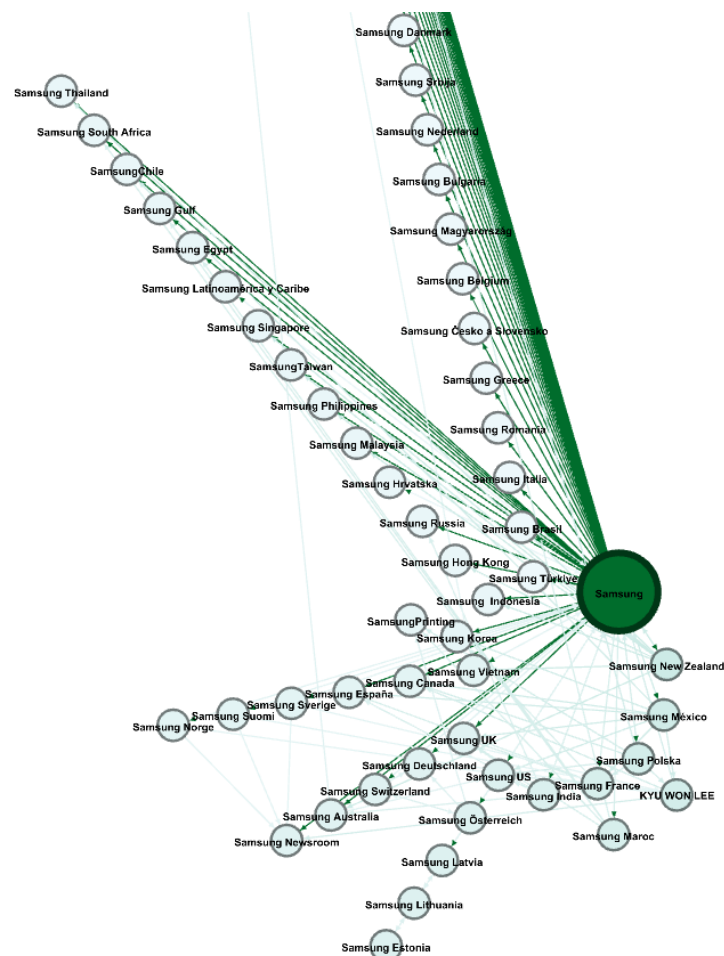 Samsung Danmark
Samsung Srbija
Samsung Thailand
Samsung South Africa
Samsung Nederland
SamsungChile
Samsung Bulgaria
Samsung Gulf
Samsung Magyarország
Samsung Egypt
Samsung Belgium
Samsung Latinoamérica y Caribe
Samsung Singapore
Samsung Česko a Slovensko
SamsungTaiwan
Samsung Greece
Samsung Philippines
Samsung Romania
Samsung Malaysia
Samsung Italia
Samsung Hrvatska
Samsung Russia
Samsung Brasil
Samsung Hong Kong
Samsung Türkiye
Samsung
Samsung Indonesia
SamsungPrinting
Samsung Korea
Samsung New Zealand
Samsung Vietnam
Samsung Canada
Samsung España
Samsung Sverige
Samsung Suomi
Samsung México
Samsung Norge
Samsung UK
Samsung Polska
Samsung Deutschland
Samsung US
Samsung France
Samsung Switzerland
Samsung India
KYU WON LEE
Samsung Australia
Samsung Österreich
Samsung Maroc
Samsung Newsroom
Samsung Latvia
Samsung Lithuania
Samsung Estonia